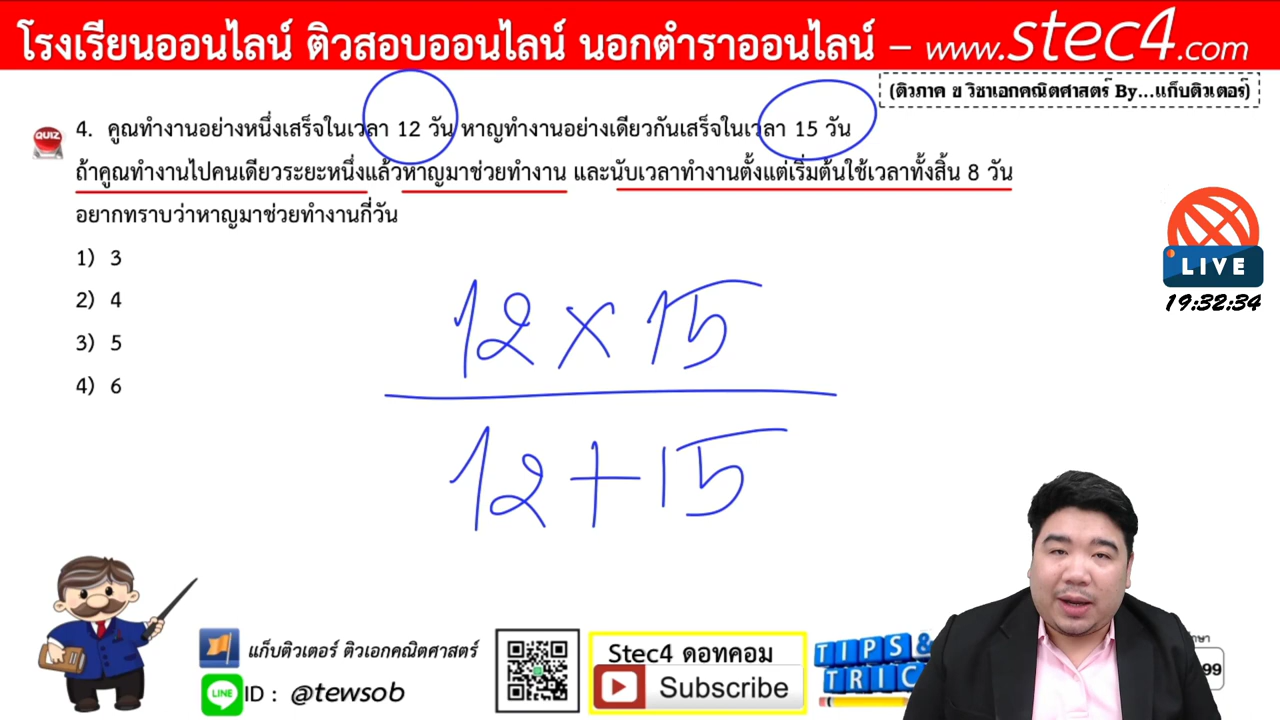 โรงเรียนออนไลน์ ติวสอบออนไลน์ นอกตำราออนไลน์ – www.stec4.com
(ติวภาค ข วิชาเอกคณิตศาสตร์ By...แก็บติวเตอร์)
QUIZ
4. คูณทำงานอย่างหนึ่งเสร็จในเวลา 12 วัน หาญทำงานอย่างเดียวกันเสร็จในเวลา 15 วัน
ถ้าคูณทำงานไปคนเดียวระยะหนึ่งแล้วหาญมาช่วยทำงาน และนับเวลาทำงานตั้งแต่เริ่มต้นใช้เวลาทั้งสิ้น 8 วัน
อยากทราบว่าหาญมาช่วยทำงานกี่วัน
1) 3
2) 4
3) 5
4) 6
LIVE
19:32:34
12 × 15
12 + 15
แก็บติวเตอร์ ติวเอกคณิตศาสตร์
LINE ID : @tewsob
Stec4 ดอทคอม
Subscribe
TIPS &
TRIC
99